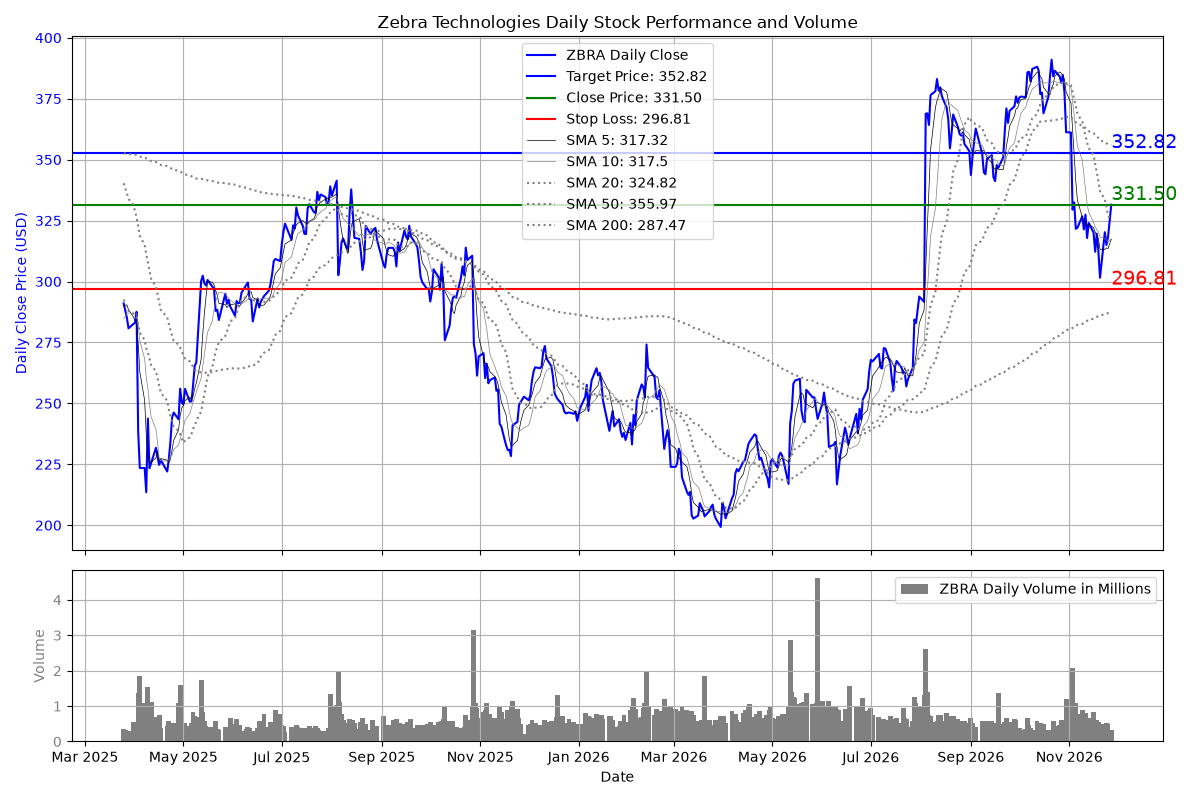 Zebra Technologies Daily Stock Performance and Volume
Daily Close Price (USD)
400
375
350
325
300
275
250
225
200
ZBRA Daily Close
Target Price: 352.82
Close Price: 331.50
Stop Loss: 296.81
SMA 5: 317.32
SMA 10: 317.5
SMA 20: 324.82
SMA 50: 355.97
SMA 200: 287.47
352.82
331.50
296.81
Volume
4
3
2
1
0
ZBRA Daily Volume in Millions
Mar 2025 May 2025 Jul 2025 Sep 2025 Nov 2025 Jan 2026 Mar 2026 May 2026 Jul 2026 Sep 2026 Nov 2026
Date